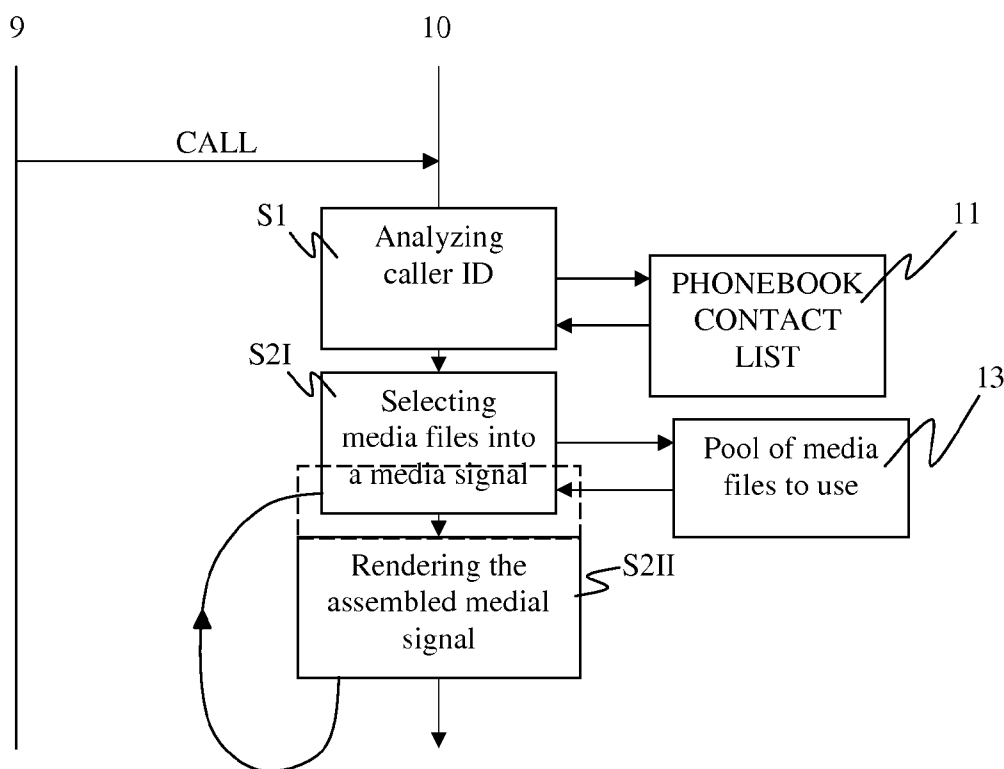 9
10
CALL
S1
Analyzing
caller ID
11
PHONEBOOK
CONTACT
LIST
S2I
Selecting
media files into
a media signal
13
Pool of media
files to use
Rendering the
assembled medial
signal
S2II